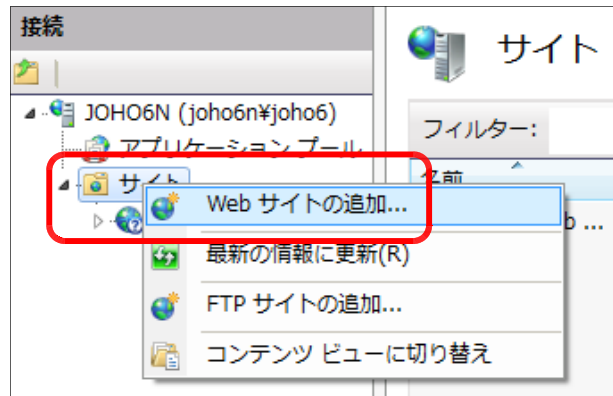 接続
サイト
JOHO6N (joho6n¥joho6)
フィルター:
アプリケーション プール
名前
サイト
Web サイトの追加...
b ...
最新の情報に更新(R)
FTP サイトの追加...
コンテンツ ビューに切り替え